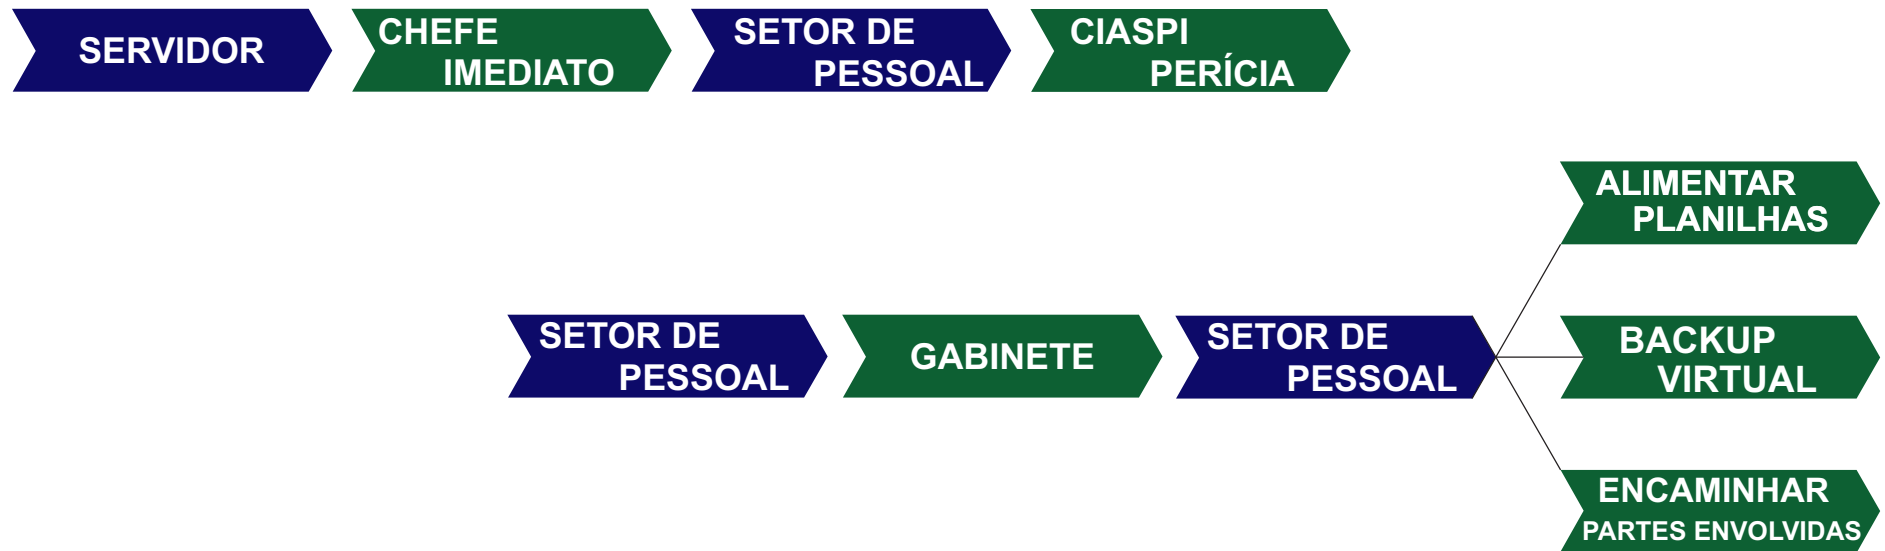 SERVIDOR
CHEFE
IMEDIATO
SETOR DE
PESSOAL
CIASPI
PERÍCIA
ALIMENTAR
PLANILHAS
SETOR DE
PESSOAL
GABINETE
SETOR DE
PESSOAL
BACKUP
VIRTUAL
ENCAMINHAR
PARTES ENVOLVIDAS